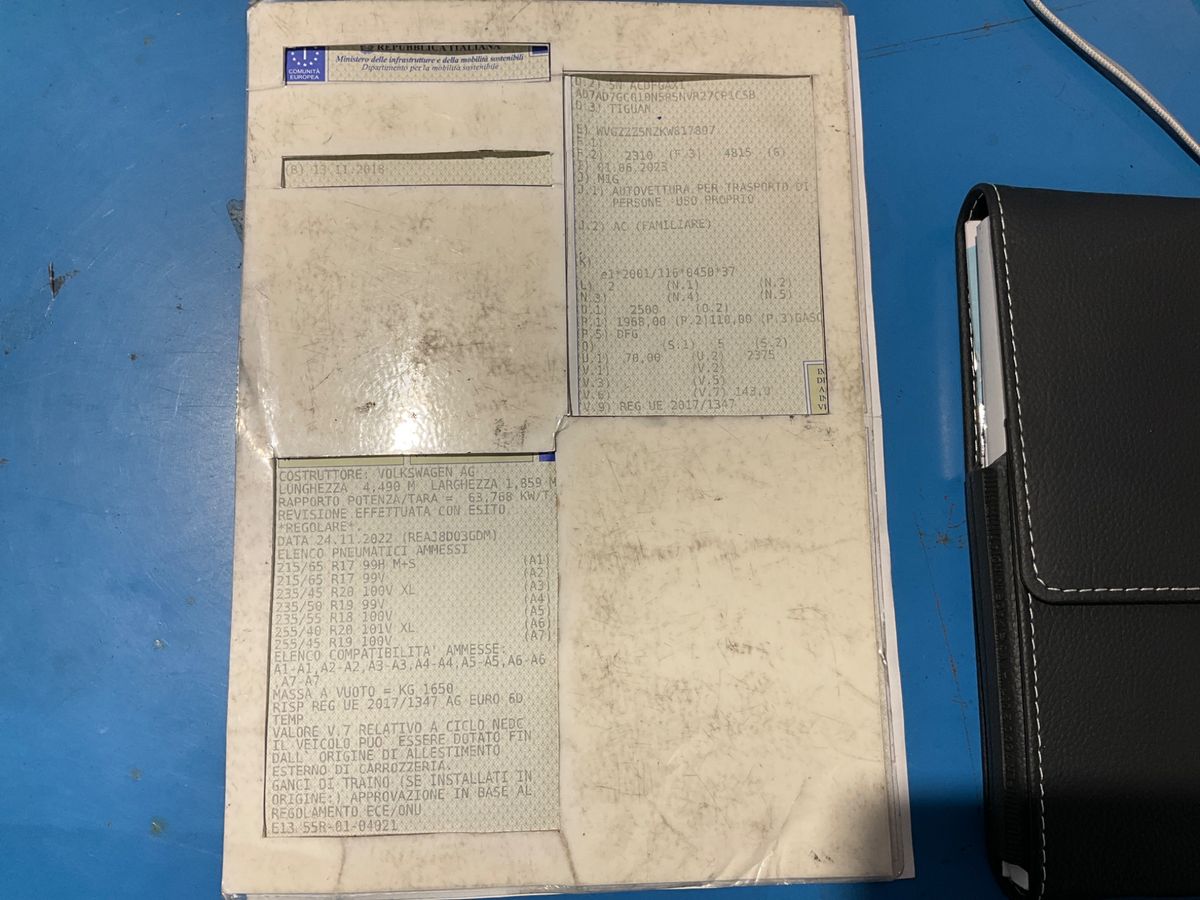 REPUBBLICA ITALIANA
Ministero delle infrastrutture e della mobilità sostenibili
Dipartimento per la mobilità sostenibile
COMUNITÀ
EUROPEA
(B) 13.11.2018
D.2) 5N ACDFGAX1
AD7AD7GCG10N5R5NVR27CP1C5B
D.3) TIGUAN
E) WVGZZZ5NZKW817897
F.1)
F.2) 2310 (F.3) 4815 (G)
I) 01.06.2023
J) M1G
J.1) AUTOVETTURA PER TRASPORTO DI
PERSONE USO PROPRIO
J.2) AC (FAMILIARE)
K)
e1*2001/116*0450*37
L) 2 (N.1) (N.2)
N.3) (N.4) (N.5)
O.1) 2500 (O.2)
(P.1) 1968,00 (P.2)110,00 (P.3)GASO
P.5) DFG
Q) (S.1) 5 (S.2)
U.1) 70,00 (U.2) 2375
(V.1) (V.2)
V.3) (V.5)
V.6) (V.7) 143,0
(V.9) REG UE 2017/1347
IN
DI
A
IN
VI
COSTRUTTORE: VOLKSWAGEN AG
LUNGHEZZA 4,490 M LARGHEZZA 1,859 M
RAPPORTO POTENZA/TARA = 63,768 KW/T
REVISIONE EFFETTUATA CON ESITO
*REGOLARE*.
DATA 24.11.2022 (REAJ8DO3GDM)
ELENCO PNEUMATICI AMMESSI
215/65 R17 99H M+S (A1)
215/65 R17 99V (A2)
235/45 R20 100V XL (A3)
235/50 R19 99V (A4)
235/55 R18 100V (A5)
255/40 R20 101V XL (A6)
255/45 R19 100V (A7)
ELENCO COMPATIBILITA' AMMESSE:
A1-A1,A2-A2,A3-A3,A4-A4,A5-A5,A6-A6
,A7-A7
MASSA A VUOTO = KG 1650
RISP REG UE 2017/1347 AG EURO 6D
TEMP
VALORE V.7 RELATIVO A CICLO NEDC
IL VEICOLO PUO' ESSERE DOTATO FIN
DALL' ORIGINE DI ALLESTIMENTO
ESTERNO DI CARROZZERIA.
GANCI DI TRAINO (SE INSTALLATI IN
ORIGINE:) APPROVAZIONE IN BASE AL
REGOLAMENTO ECE/ONU
E13 55R-01-04021